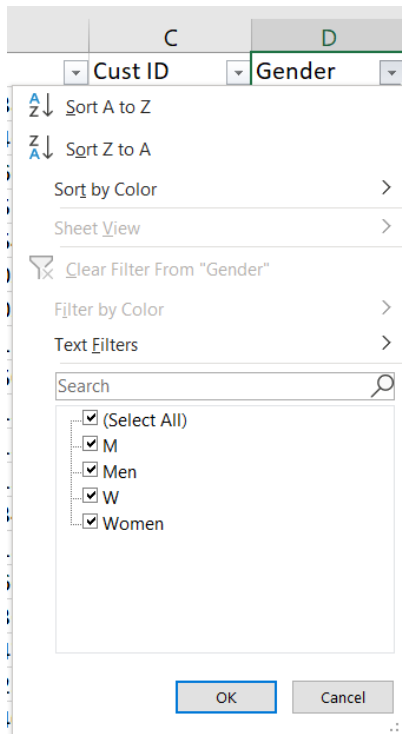 C D
Cust ID Gender
Sort A to Z
Sort Z to A
Sort by Color
Sheet View
Clear Filter From "Gender"
Filter by Color
Text Filters
Search
(Select All)
M
Men
W
Women
OK Cancel